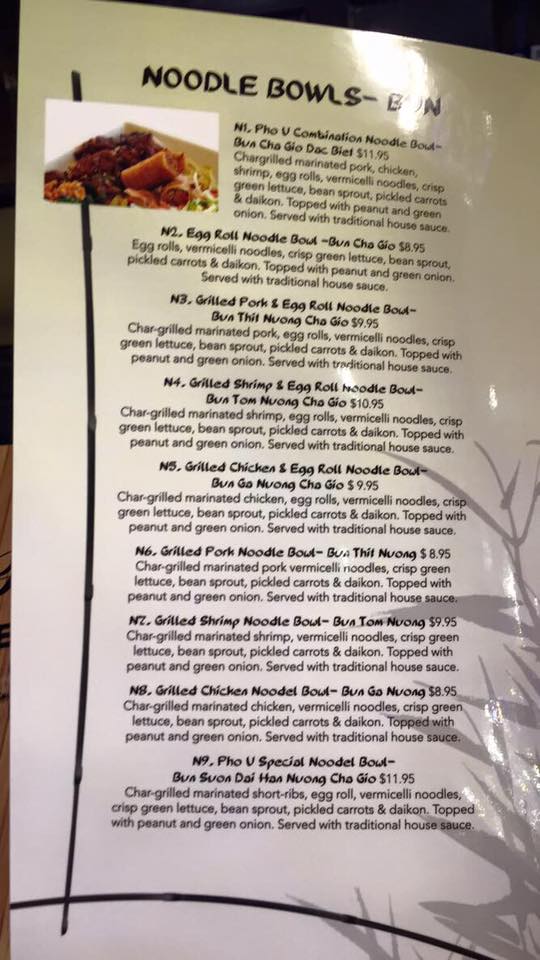 NOODLE BOWLS- BUN
N1. Pho U Combination Noodle Bowl-
Bun Cha Gio Dac Biet $11.95
Chargrilled marinated pork, chicken,
shrimp, egg rolls, vermicelli noodles, crisp
green lettuce, bean sprout, pickled carrots
& daikon. Topped with peanut and green
onion. Served with traditional house sauce.
N2. Egg Roll Noodle Bowl -Bun Cha Gio $8.95
Egg rolls, vermicelli noodles, crisp green lettuce, bean sprout,
pickled carrots & daikon. Topped with peanut and green onion.
Served with traditional house sauce.
N3. Grilled Pork & Egg Roll Noodle Bowl-
Bun Thit Nuong Cha Gio $9.95
Char-grilled marinated pork, egg rolls, vermicelli noodles, crisp
green lettuce, bean sprout, pickled carrots & daikon. Topped with
peanut and green onion. Served with traditional house sauce.
N4. Grilled Shrimp & Egg Roll Noodle Bowl-
Bun Tom Nuong Cha Gio $10.95
Char-grilled marinated shrimp, egg rolls, vermicelli noodles, crisp
green lettuce, bean sprout, pickled carrots & daikon. Topped with
peanut and green onion. Served with traditional house sauce.
N5. Grilled Chicken & Egg Roll Noodle Bowl-
Bun Ga Nuong Cha Gio $ 9.95
Char-grilled marinated chicken, egg rolls, vermicelli noodles, crisp
green lettuce, bean sprout, pickled carrots & daikon. Topped with
peanut and green onion. Served with traditional house sauce.
N6. Grilled Pork Noodle Bowl- Bun Thit Nuong $ 8.95
Char-grilled marinated pork vermicelli noodles, crisp green
lettuce, bean sprout, pickled carrots & daikon. Topped with
peanut and green onion. Served with traditional house sauce.
N7. Grilled Shrimp Noodle Bowl- Bun Tom Nuong $9.95
Char-grilled marinated shrimp, vermicelli noodles, crisp green
lettuce, bean sprout, pickled carrots & daikon. Topped with
peanut and green onion. Served with traditional house sauce.
N8. Grilled Chicken Noodel Bowl- Bun Ga Nuong $8.95
Char-grilled marinated chicken, vermicelli noodles, crisp green
lettuce, bean sprout, pickled carrots & daikon. Topped with
peanut and green onion. Served with traditional house sauce.
N9. Pho U Special Noodel Bowl-
Bun Suon Dai Han Nuong Cha Gio $11.95
Char-grilled marinated short-ribs, egg roll, vermicelli noodles,
crisp green lettuce, bean sprout, pickled carrots & daikon. Topped
with peanut and green onion. Served with traditional house sauce.